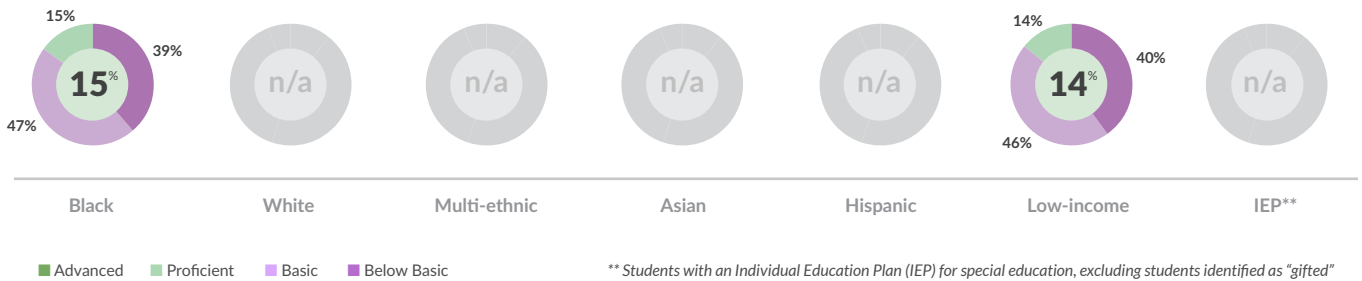 15%
39%
15%
47%
n/a
n/a
n/a
n/a
14%
40%
14%
46%
n/a
Black White Multi-ethnic Asian Hispanic Low-income IEP**
Advanced Proficient Basic Below Basic
** Students with an Individual Education Plan (IEP) for special education, excluding students identified as “gifted”